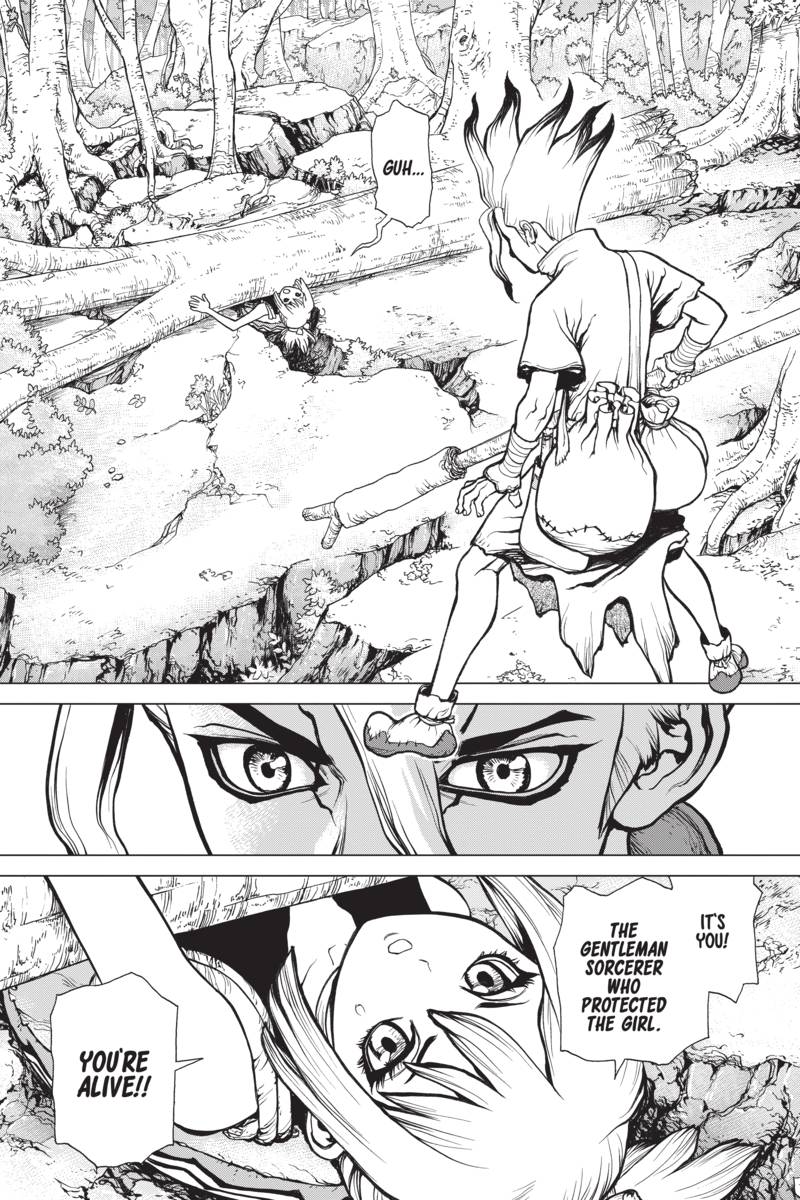 GUH...
IT'S
YOU!
THE
GENTLEMAN
SORCERER
WHO
PROTECTED
THE GIRL.
YOU'RE
ALIVE!!